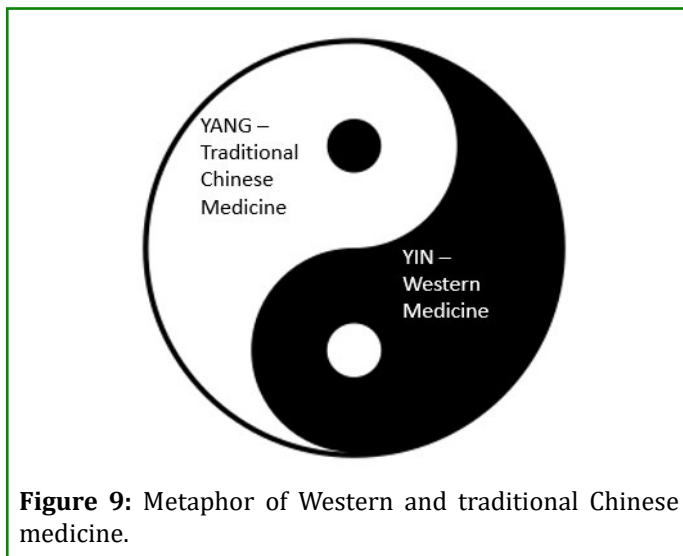 YANG –
Traditional
Chinese
Medicine
YIN –
Western
Medicine
Figure 9: Metaphor of Western and traditional Chinese
medicine.